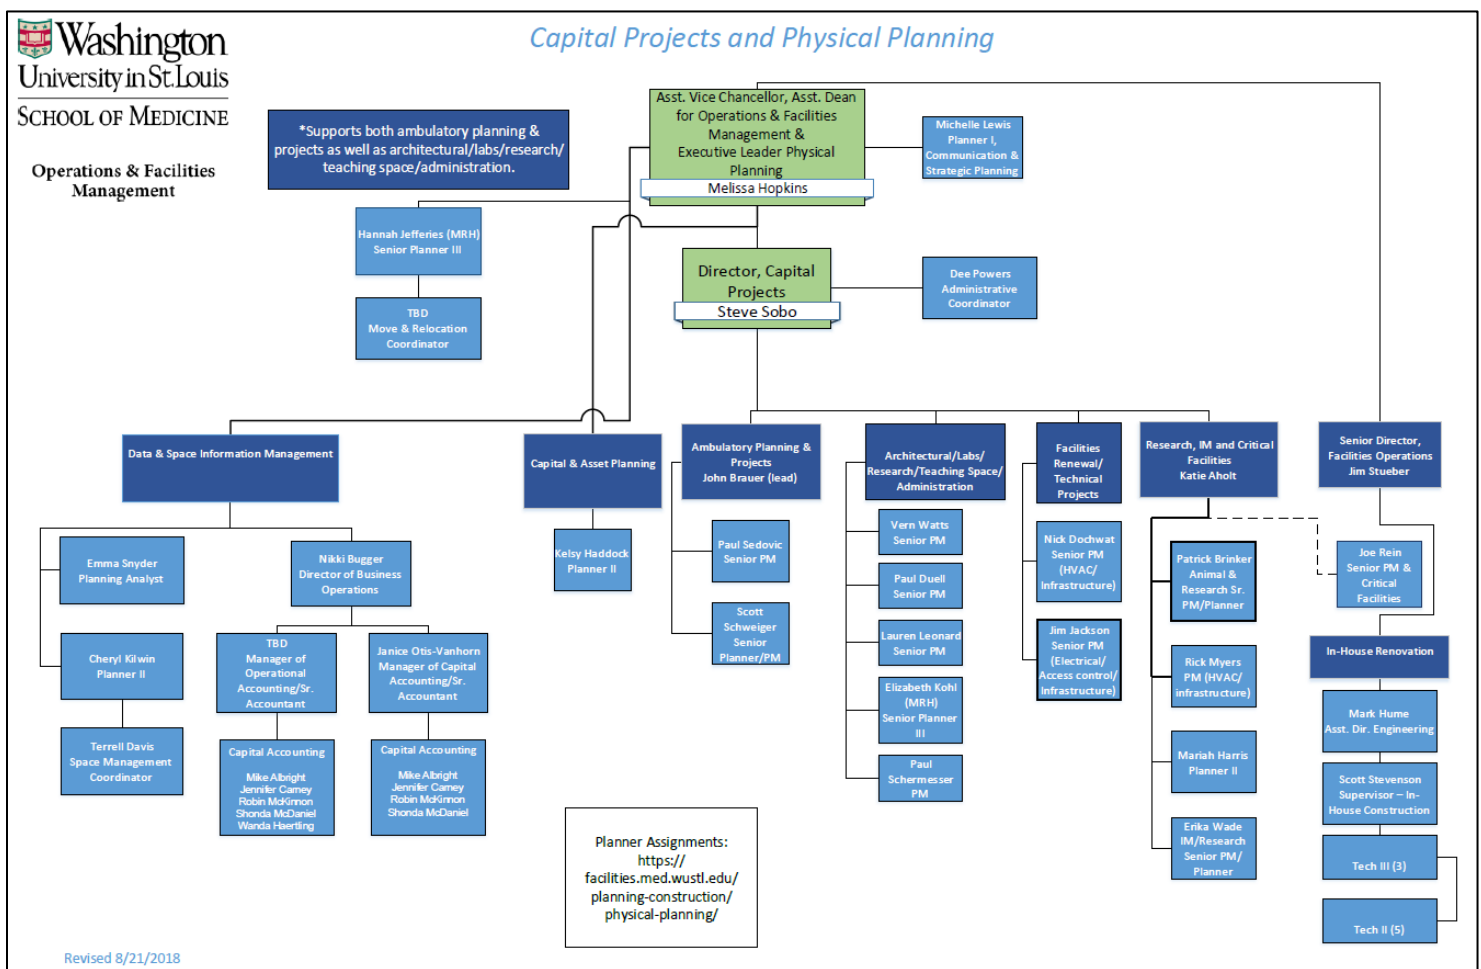 Washington
University in St. Louis
SCHOOL OF MEDICINE
Operations & Facilities
Management
Capital Projects and Physical Planning
*Supports both ambulatory planning &
projects as well as architectural/labs/research/
teaching space/administration.
Asst. Vice Chancellor, Asst. Dean
for Operations & Facilities
Management &
Executive Leader Physical
Planning
Melissa Hopkins
Michelle Lewis
Planner I,
Communication &
Strategic Planning
Hannah Jefferies (MRH)
Senior Planner III
TBD
Move & Relocation
Coordinator
Director, Capital
Projects
Steve Sobo
Dee Powers
Administrative
Coordinator
Data & Space Information Management
Capital & Asset Planning
Ambulatory Planning &
Projects
John Brauer (lead)
Architectural/Labs/
Research/Teaching Space/
Administration
Facilities
Renewal/
Technical
Projects
Research, IM and Critical
Facilities
Katie Aholt
Senior Director,
Facilities Operations
Jim Stueber
Emma Snyder
Planning Analyst
Nikki Bugger
Director of Business
Operations
Cheryl Kilwin
Planner II
TBD
Manager of
Operational
Accounting/Sr.
Accountant
Janice Otis-Vanhorn
Manager of Capital
Accounting/Sr.
Accountant
Terrell Davis
Space Management
Coordinator
Capital Accounting
Mike Albright
Jennifer Carney
Robin McKinnon
Shonda McDaniel
Wanda Haertling
Capital Accounting
Mike Albright
Jennifer Carney
Robin McKinnon
Shonda McDaniel
Kelsy Haddock
Planner II
Paul Sedovic
Senior PM
Scott
Schweiger
Senior
Planner/PM
Vern Watts
Senior PM
Paul Duell
Senior PM
Lauren Leonard
Senior PM
Elizabeth Kohl
(MRH)
Senior Planner
III
Paul
Schermesser
PM
Nick Dochwat
Senior PM
(HVAC/
Infrastructure)
Jim Jackson
Senior PM
(Electrical/
Access control/
Infrastructure)
Patrick Brinker
Animal &
Research Sr.
PM/Planner
Rick Myers
PM (HVAC/
infrastructure)
Mariah Harris
Planner II
Erika Wade
IM/Research
Senior PM/
Planner
Joe Rein
Senior PM &
Critical
Facilities
In-House Renovation
Mark Hume
Asst. Dir. Engineering
Scott Stevenson
Supervisor – In-
House Construction
Tech III (3)
Tech II (5)
Planner Assignments:
https://
facilities.med.wustl.edu/
planning-construction/
physical-planning/
Revised 8/21/2018